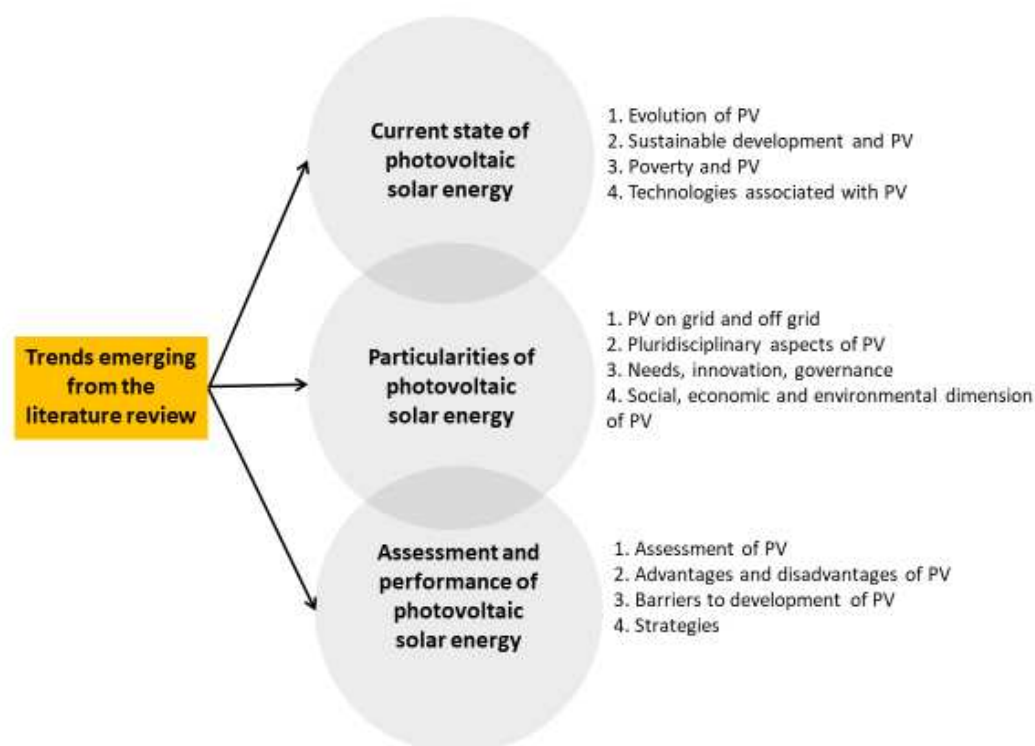 Trends emerging
from the
literature review
Current state of
photovoltaic
solar energy
1. Evolution of PV
2. Sustainable development and PV
3. Poverty and PV
4. Technologies associated with PV
Particularities of
photovoltaic
solar energy
1. PV on grid and off grid
2. Pluridisciplinary aspects of PV
3. Needs, innovation, governance
4. Social, economic and environmental dimension
of PV
Assessment and
performance of
photovoltaic
solar energy
1. Assessment of PV
2. Advantages and disadvantages of PV
3. Barriers to development of PV
4. Strategies